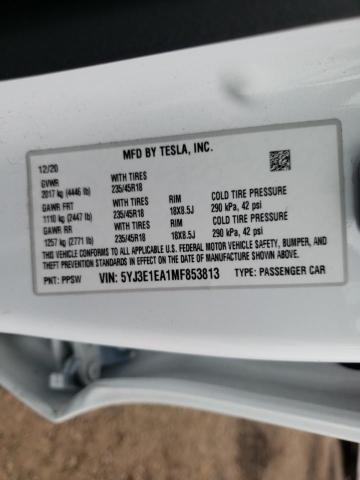 MFD BY TESLA, INC.
12/20
GVWR
2017 kg (4446 lb)
WITH TIRES
235/45R18
GAWR FRT
1110 kg (2447 lb)
WITH TIRES
235/45R18
RIM
18X8.5J
COLD TIRE PRESSURE
290 kPa, 42 psi
GAWR RR
1257 kg (2771 lb)
WITH TIRES
235/45R18
RIM
18X8.5J
COLD TIRE PRESSURE
290 kPa, 42 psi
THIS VEHICLE CONFORMS TO ALL APPLICABLE FEDERAL MOTOR VEHICLE SAFETY, BUMPER, AND
THEFT PREVENTION STANDARDS IN EFFECT ON THE DATE OF MANUFACTURE SHOWN ABOVE.
PNT: PPSW
VIN: 5YJ3E1EA1MF853813
TYPE: PASSENGER CAR